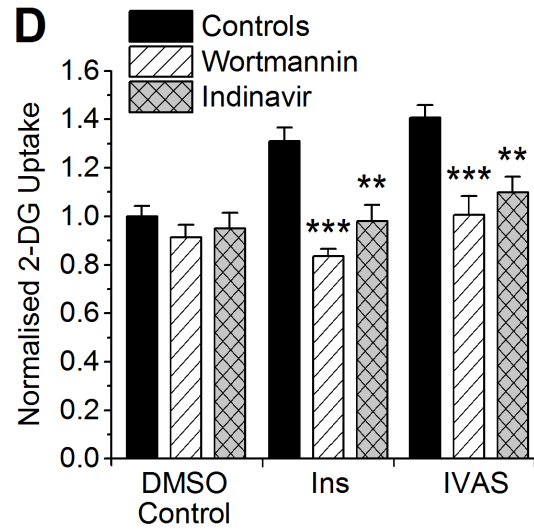 D
Controls
Wortmannin
Indinavir
Normalised 2-DG Uptake
1.6
1.4
1.2
1.0
0.8
0.6
0.4
0.2
0.0
***
**
***
**
DMSO
Control
Ins
IVAS